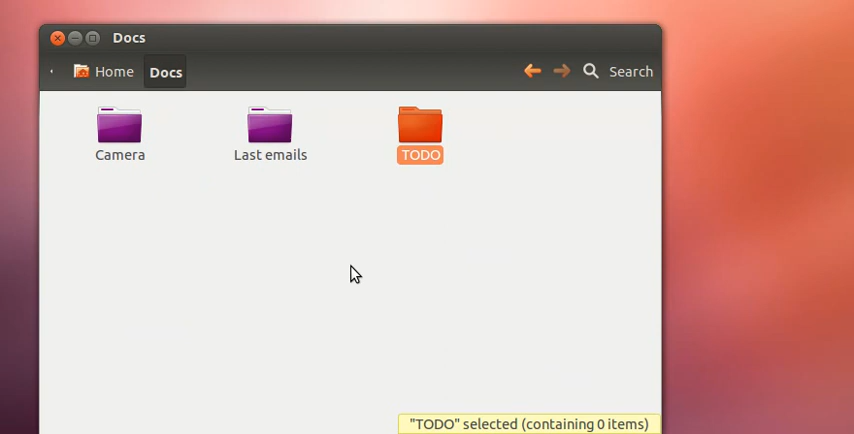 Docs
Home Docs Search
Camera Last emails TODO
"TODO" selected (containing 0 items)